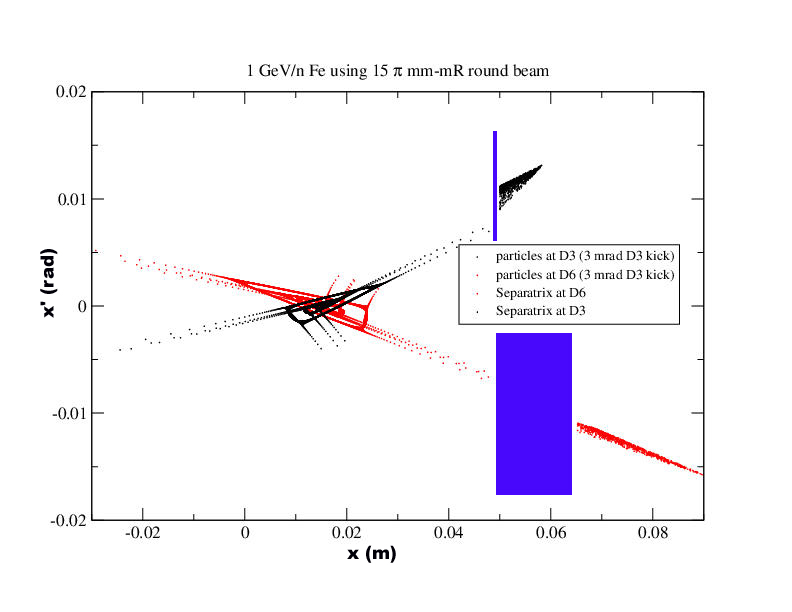 1 GeV/n Fe using 15 π mm-mR round beam
0.02
0.01
0
-0.01
-0.02
x' (rad)
particles at D3 (3 mrad D3 kick)
particles at D6 (3 mrad D3 kick)
Separatrix at D6
Separatrix at D3
-0.02
0
0.02
0.04
0.06
0.08
x (m)